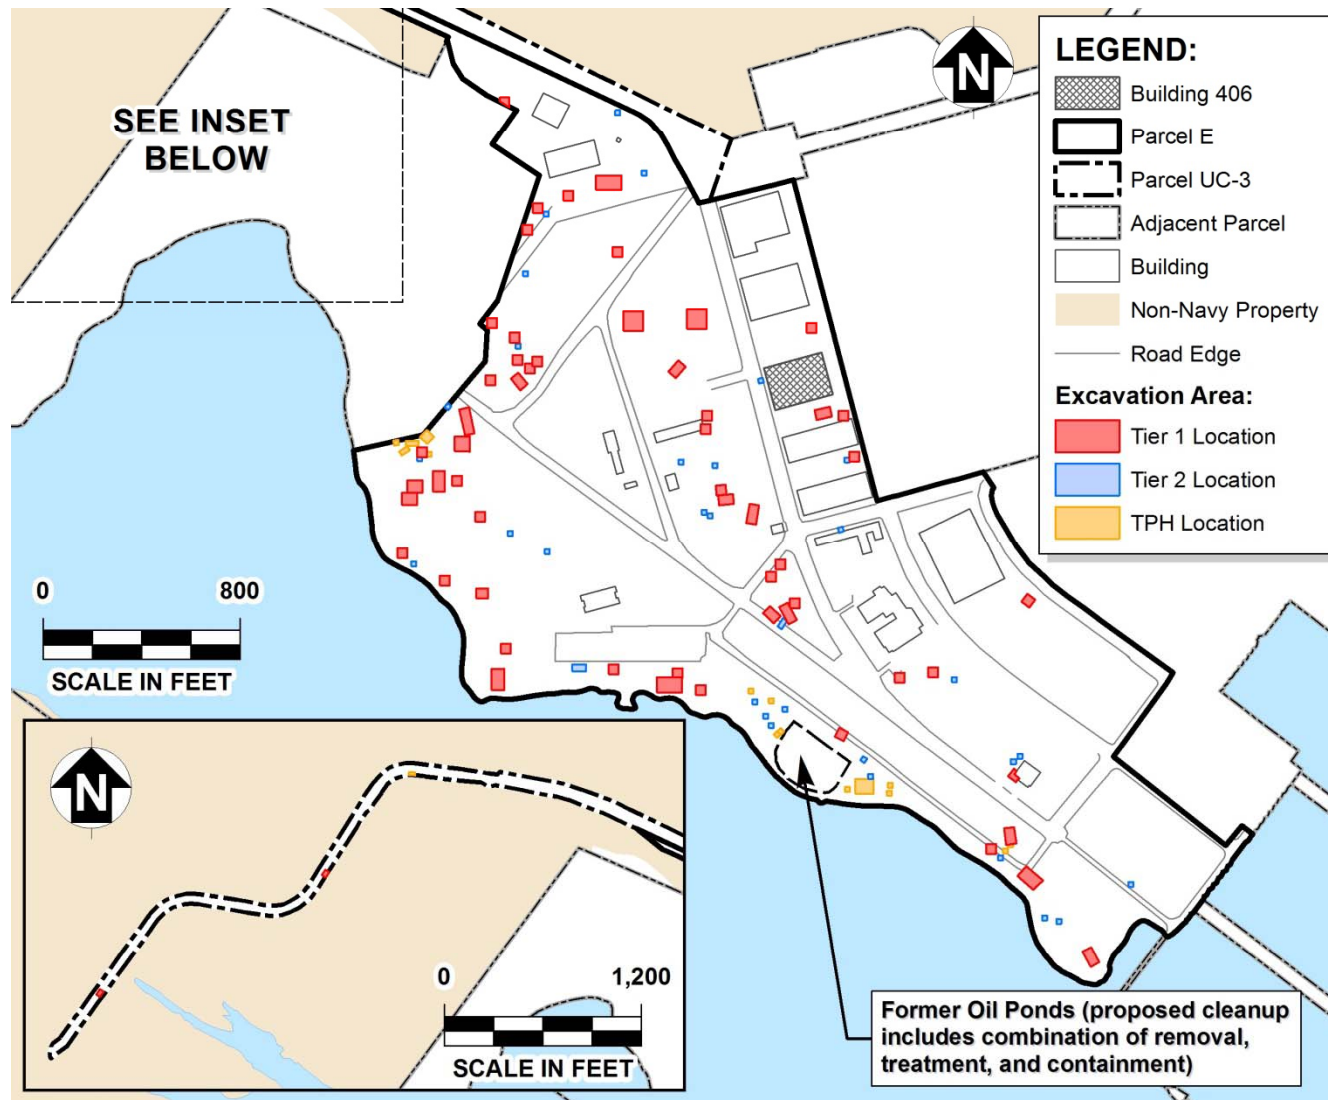 SEE INSET
BELOW
N
LEGEND:
Building 406
Parcel E
Parcel UC-3
Adjacent Parcel
Building
Non-Navy Property
Road Edge
Excavation Area:
Tier 1 Location
Tier 2 Location
TPH Location
0 800
SCALE IN FEET
N
0 1,200
SCALE IN FEET
Former Oil Ponds (proposed cleanup
includes combination of removal,
treatment, and containment)